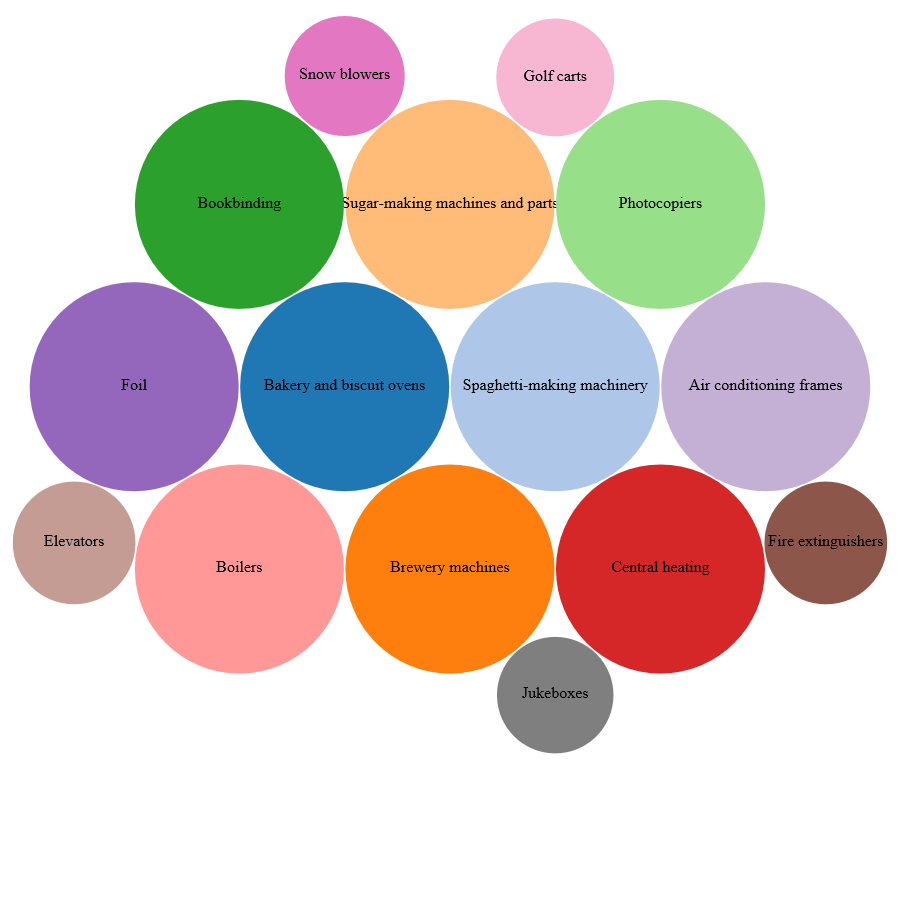 Snow blowers
Golf carts
Bookbinding
Sugar-making machines and parts
Photocopiers
Foil
Bakery and biscuit ovens
Spaghetti-making machinery
Air conditioning frames
Elevators
Fire extinguishers
Boilers
Brewery machines
Central heating
Jukeboxes